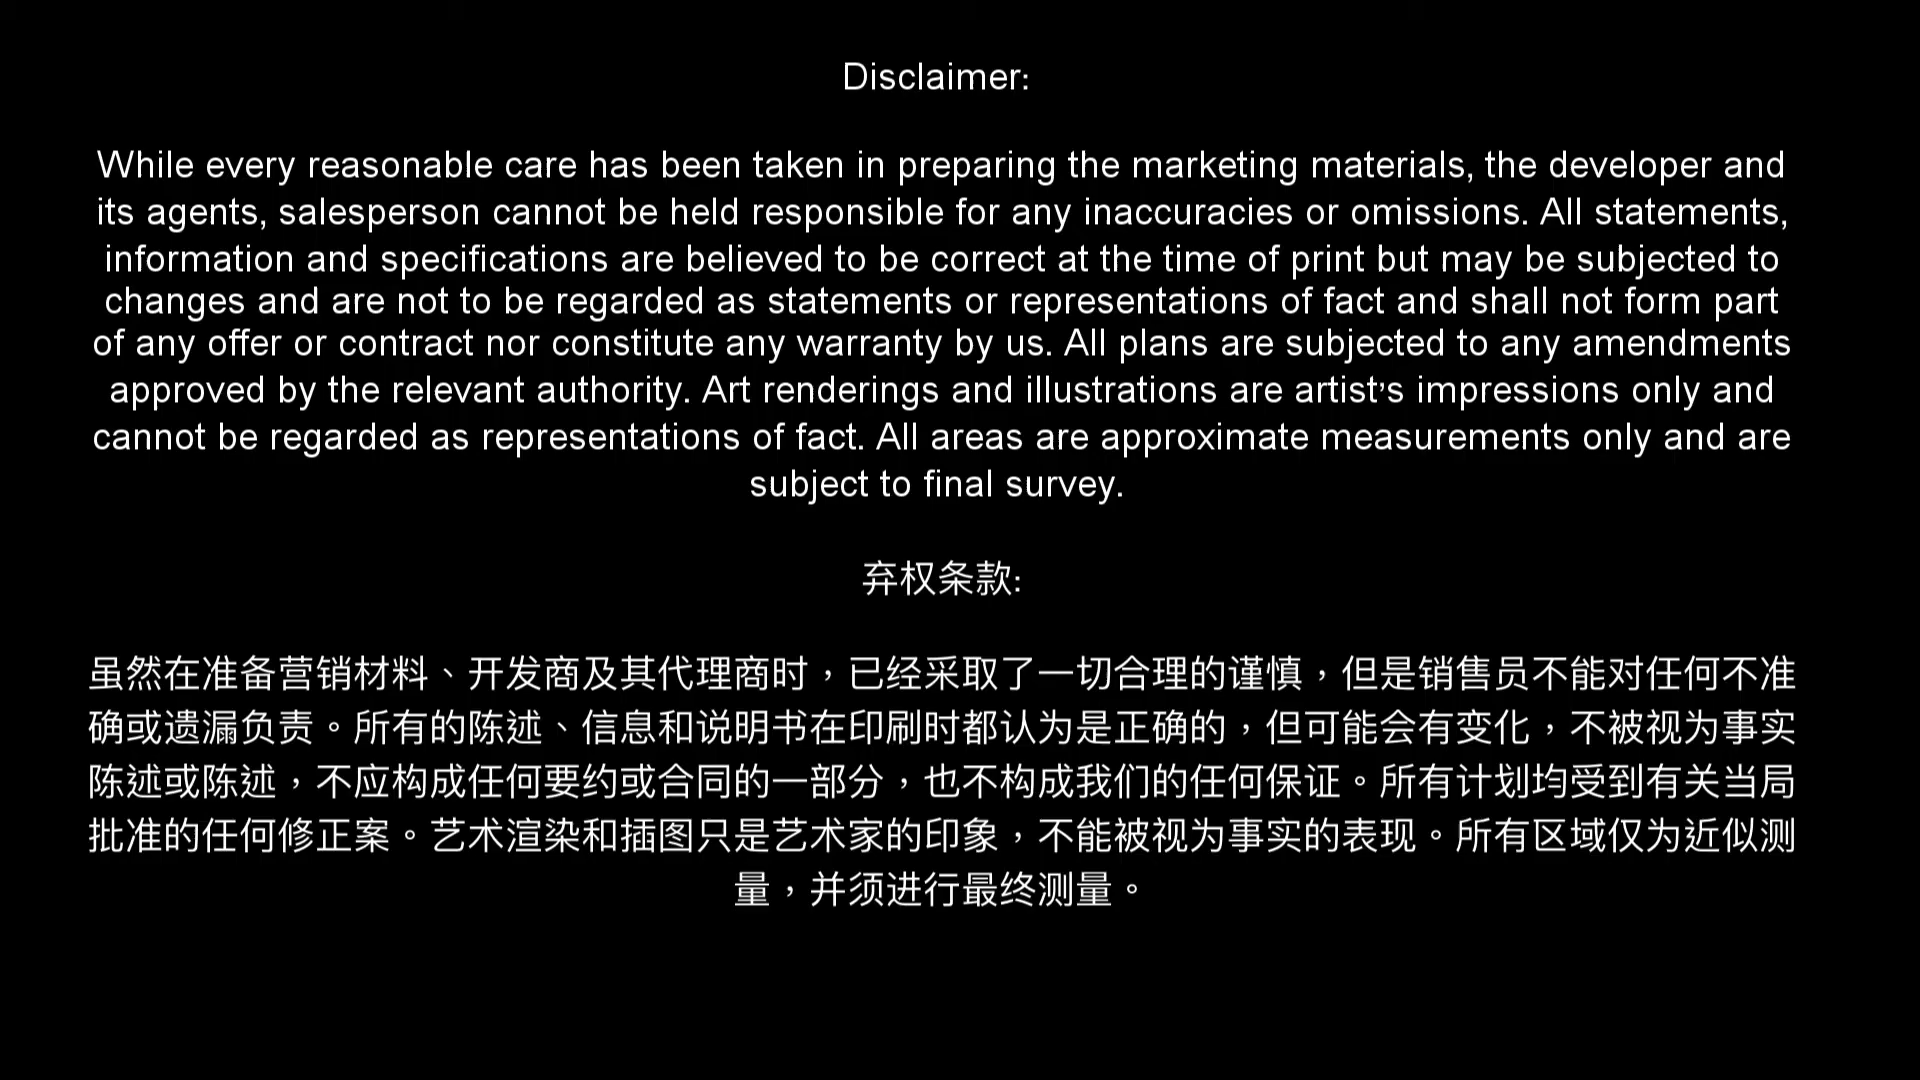 Disclaimer:
While every reasonable care has been taken in preparing the marketing materials, the developer and
its agents, salesperson cannot be held responsible for any inaccuracies or omissions. All statements,
information and specifications are believed to be correct at the time of print but may be subjected to
changes and are not to be regarded as statements or representations of fact and shall not form part
of any offer or contract nor constitute any warranty by us. All plans are subjected to any amendments
approved by the relevant authority. Art renderings and illustrations are artist's impressions only and
cannot be regarded as representations of fact. All areas are approximate measurements only and are
subject to final survey.
弃权条款:
虽然在准备营销材料、开发商及其代理商时，已经采取了一切合理的谨慎，但是销售员不能对任何不准
确或遗漏负责。所有的陈述、信息和说明书在印刷时都认为是正确的，但可能会有变化，不被视为事实
陈述或陈述，不应构成任何要约或合同的一部分，也不构成我们的任何保证。所有计划均受到有关当局
批准的任何修正案。艺术渲染和插图只是艺术家的印象，不能被视为事实的表现。所有区域仅为近似测
量，并须进行最终测量。